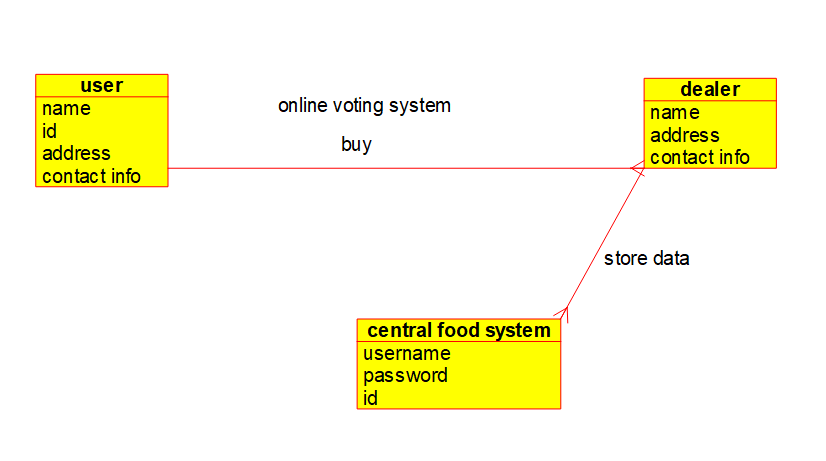 user
name
id
address
contact info
online voting system
buy
dealer
name
address
contact info
store data
central food system
username
password
id